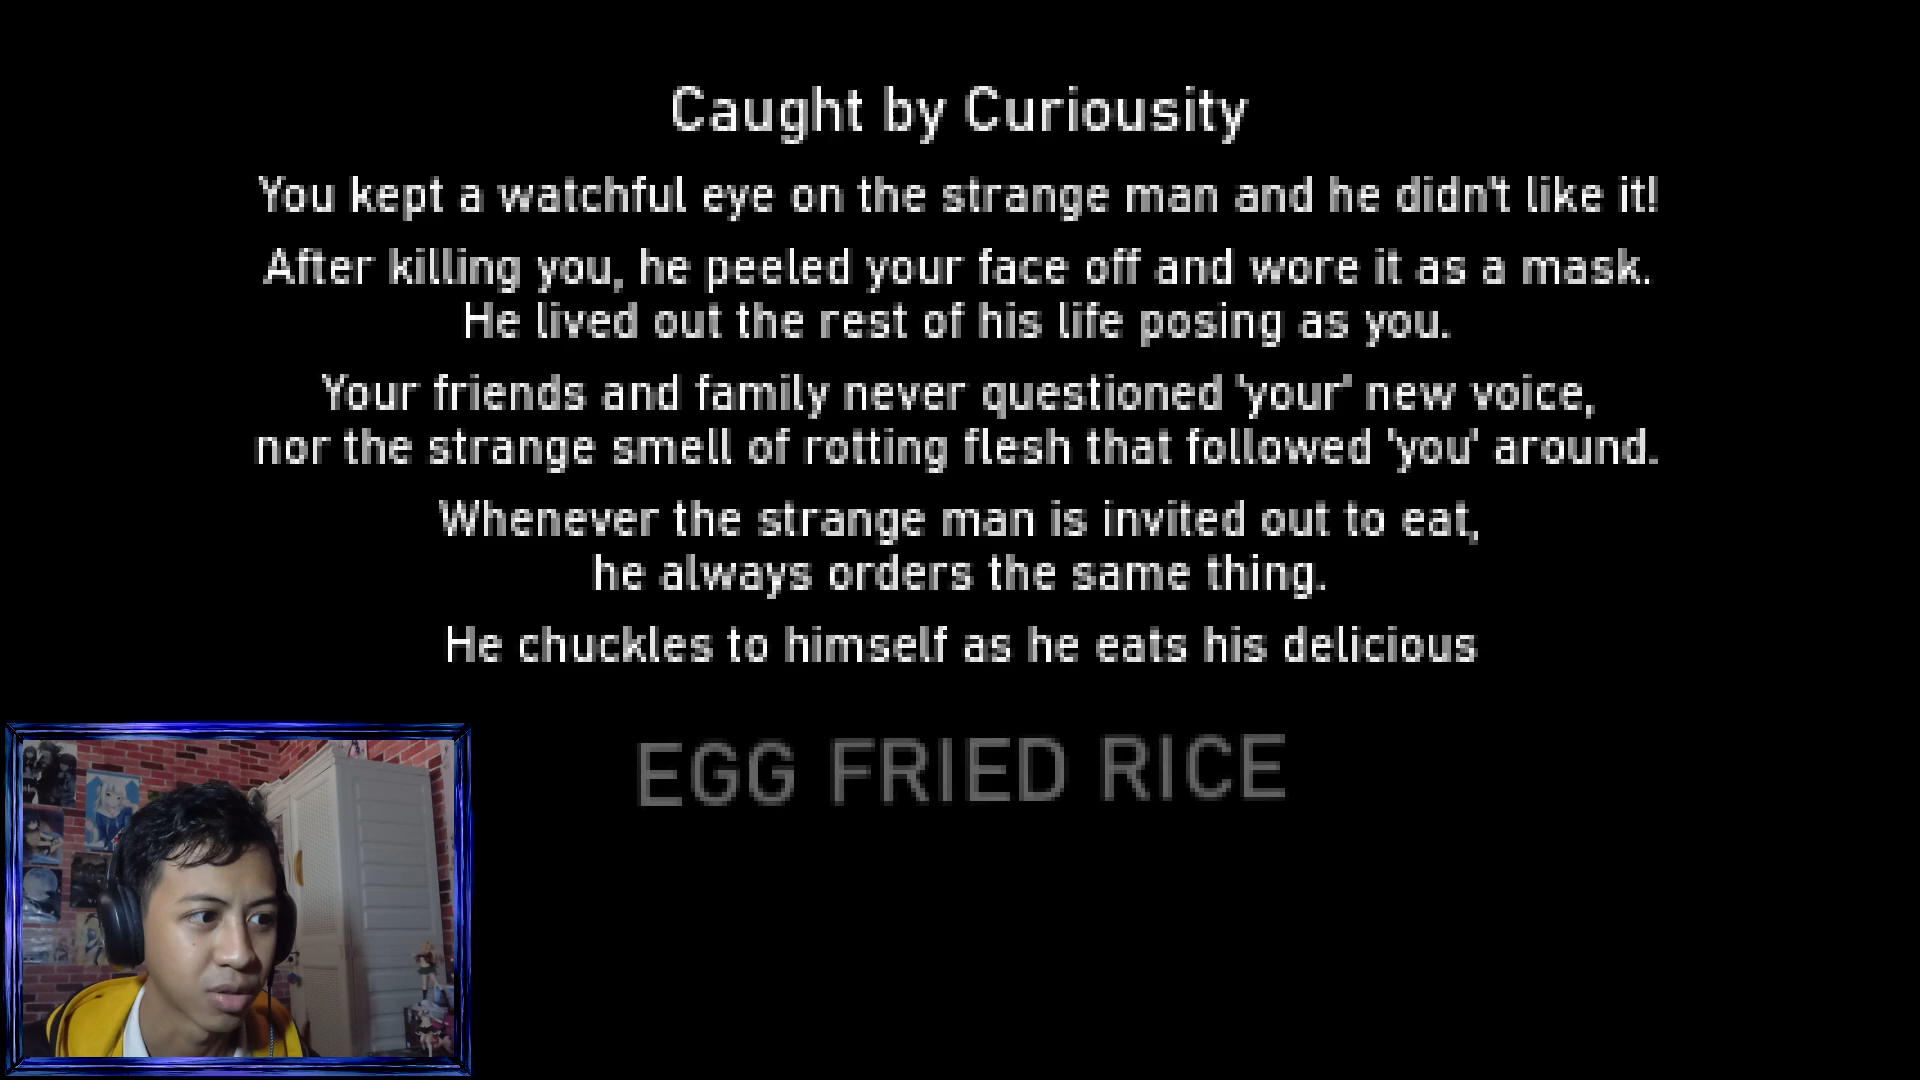 Caught by Curiousity
You kept a watchful eye on the strange man and he didn't like it!
After killing you, he peeled your face off and wore it as a mask.
He lived out the rest of his life posing as you.
Your friends and family never questioned 'your' new voice,
nor the strange smell of rotting flesh that followed 'you' around.
Whenever the strange man is invited out to eat,
he always orders the same thing.
He chuckles to himself as he eats his delicious
EGG FRIED RICE